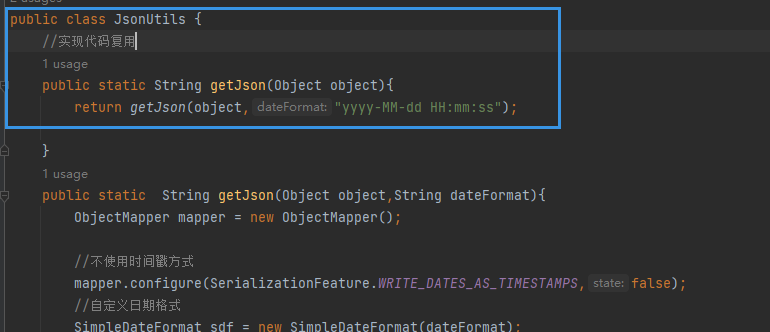 public class JsonUtils {
//实现代码复用
1 usage
public static String getJson(Object object){
return getJson(object, dateFormat: "yyyy-MM-dd HH:mm:ss");
}
1 usage
public static  String getJson(Object object,String dateFormat){
ObjectMapper mapper = new ObjectMapper();
//不使用时间戳方式
mapper.configure(SerializationFeature.WRITE_DATES_AS_TIMESTAMPS, state: false);
//自定义日期格式
SimpleDateFormat sdf = new SimpleDateFormat(dateFormat);